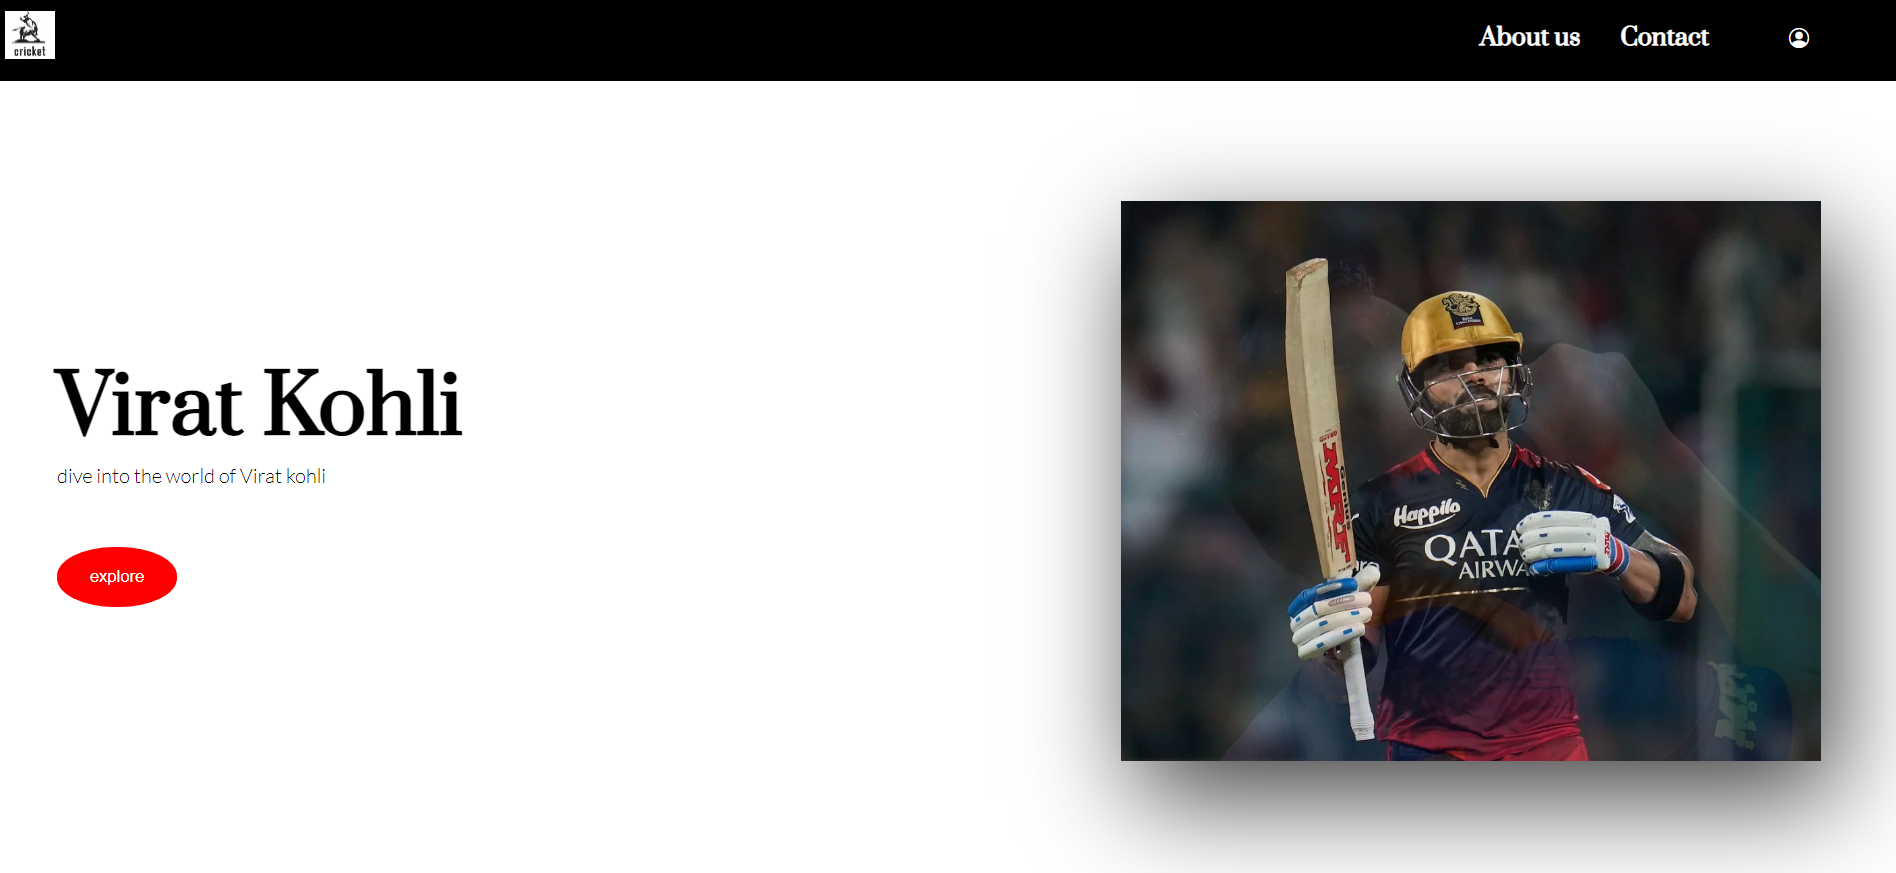 cricket
About us
Contact
Virat Kohli
dive into the world of Virat kohli
explore
MRF
Happilo
QATA
AIRWA